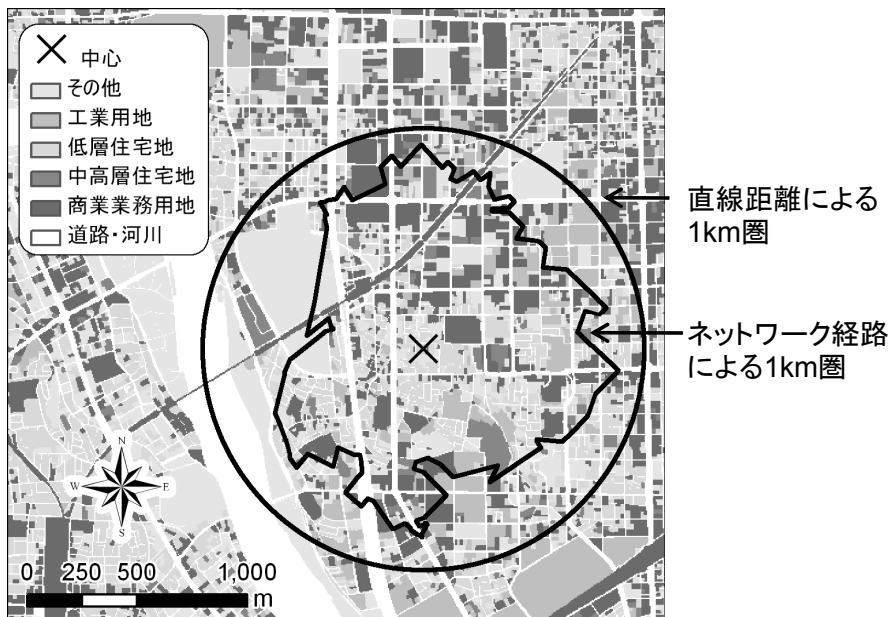 中心
その他
工業用地
低層住宅地
中高層住宅地
商業業務用地
道路・河川
直線距離による
1km圏
ネットワーク経路
による1km圏
N
W E
S
0 250 500 1,000
m